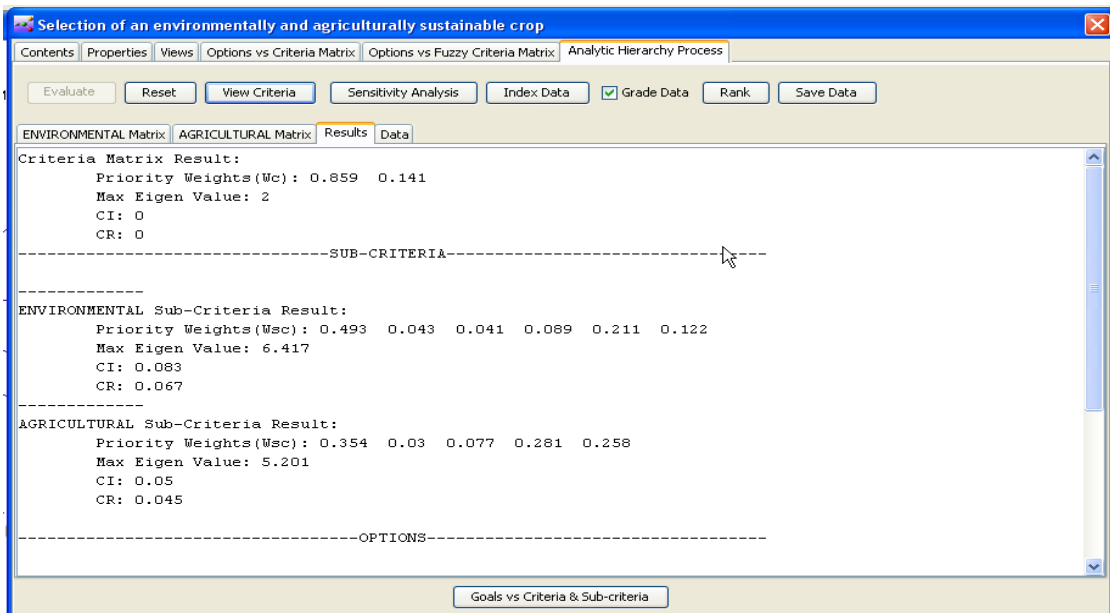 Selection of an environmentally and agriculturally sustainable crop
Contents Properties Views Options vs Criteria Matrix Options vs Fuzzy Criteria Matrix Analytic Hierarchy Process
Evaluate Reset View Criteria Sensitivity Analysis Index Data Grade Data Rank Save Data
ENVIRONMENTAL Matrix AGRICULTURAL Matrix Results Data
Criteria Matrix Result:
Priority Weights(Wc): 0.859 0.141
Max Eigen Value: 2
CI: 0
CR: 0
--------------------------------SUB-CRITERIA---------------------------------
-------------
ENVIRONMENTAL Sub-Criteria Result:
Priority Weights(Wsc): 0.493 0.043 0.041 0.089 0.211 0.122
Max Eigen Value: 6.417
CI: 0.083
CR: 0.067
-------------
AGRICULTURAL Sub-Criteria Result:
Priority Weights(Wsc): 0.354 0.03 0.077 0.281 0.258
Max Eigen Value: 5.201
CI: 0.05
CR: 0.045
-----------------------------------OPTIONS-----------------------------------
Goals vs Criteria & Sub-criteria